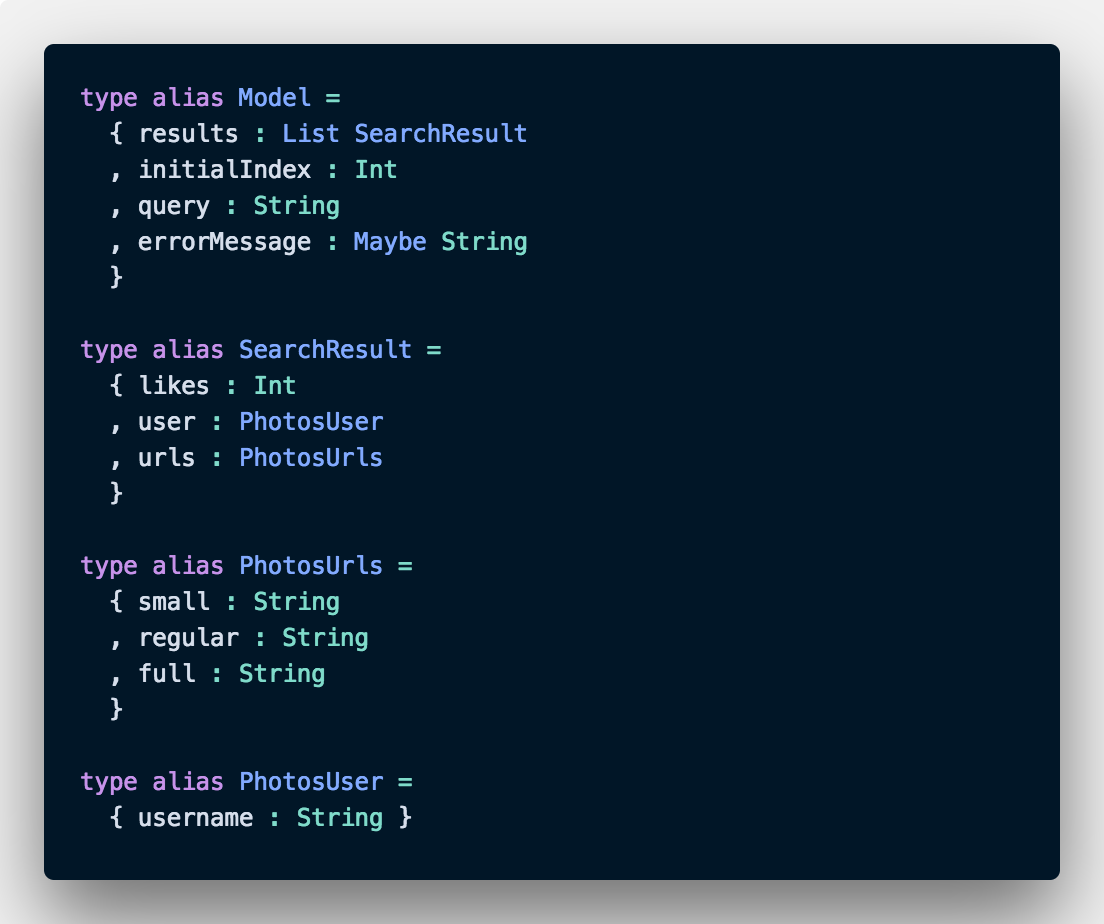 type alias Model =
  { results : List SearchResult
  , initialIndex : Int
  , query : String
  , errorMessage : Maybe String
  }

type alias SearchResult =
  { likes : Int
  , user : PhotosUser
  , urls : PhotosUrls
  }

type alias PhotosUrls =
  { small : String
  , regular : String
  , full : String
  }

type alias PhotosUser =
  { username : String }